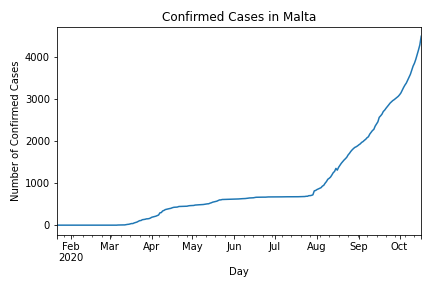 Confirmed Cases in Malta
Number of Confirmed Cases
4000
3000
2000
1000
0
Feb Mar Apr May Jun Jul Aug Sep Oct
2020
Day